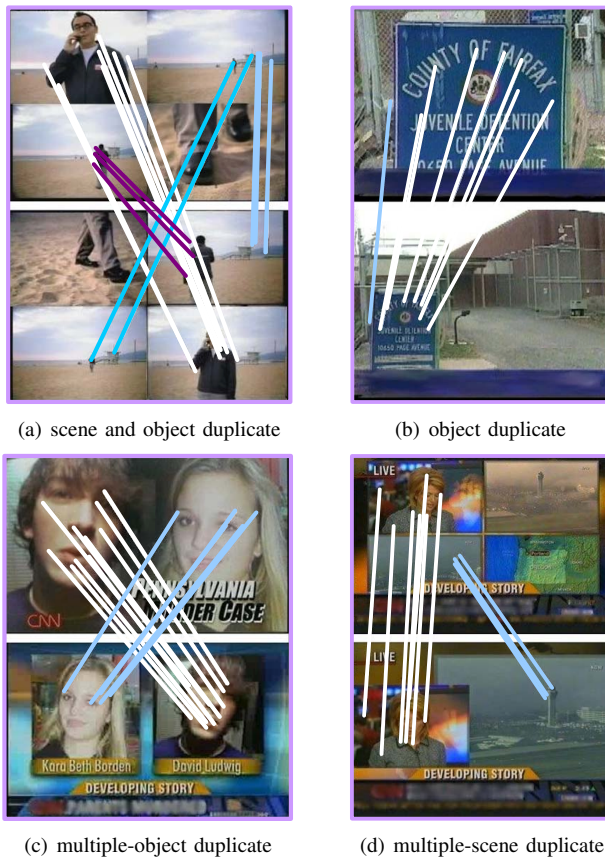 COUNTY OF FAIRFAX
JUVENILE DETENTION
CENTER
10650 PAGE AVENUE
JUVENILE DETENTION
CENTER
10650 PAGE AVENUE
(a) scene and object duplicate
(b) object duplicate
CNN
PENNSYLVANIA
MURDER CASE
Kara Beth Borden
David Ludwig
DEVELOPING STORY
LIVE
DEVELOPING STORY
LIVE
DEVELOPING STORY
(c) multiple-object duplicate
(d) multiple-scene duplicate